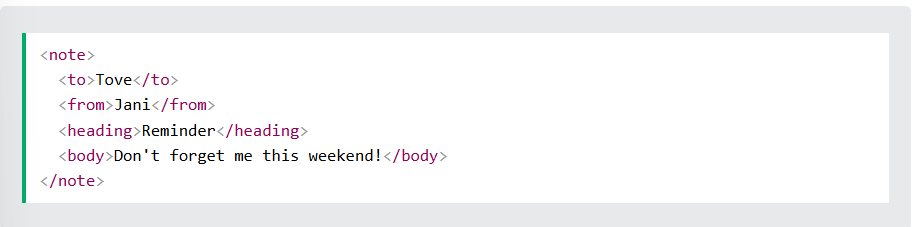 <note>
  <to>Tove</to>
  <from>Jani</from>
  <heading>Reminder</heading>
  <body>Don't forget me this weekend!</body>
</note>